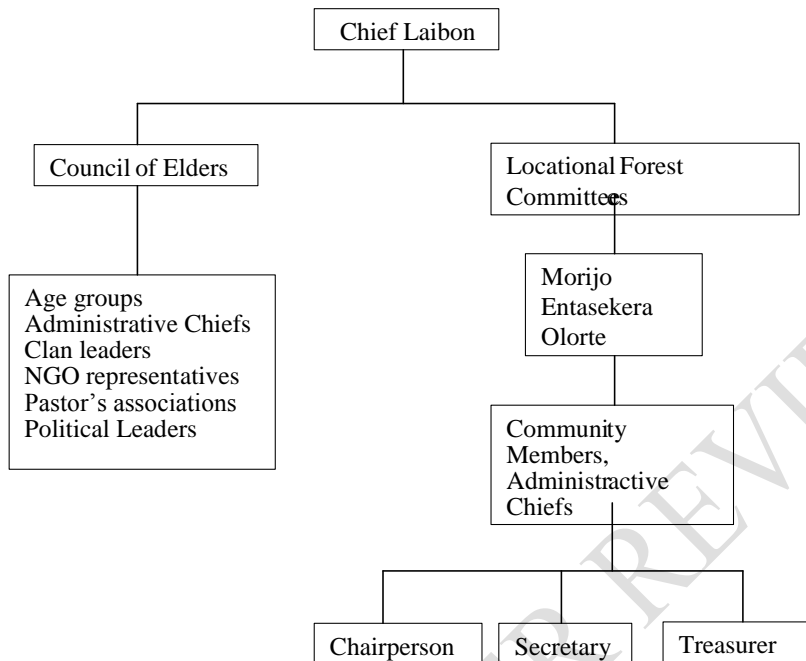 Chief Laibon
Council of Elders
Locational Forest
Committees
Age groups
Administrative Chiefs
Clan leaders
NGO representatives
Pastor's associations
Political Leaders
Morijo
Entasekera
Olorte
Community
Members,
Administractive
Chiefs
Chairperson
Secretary
Treasurer